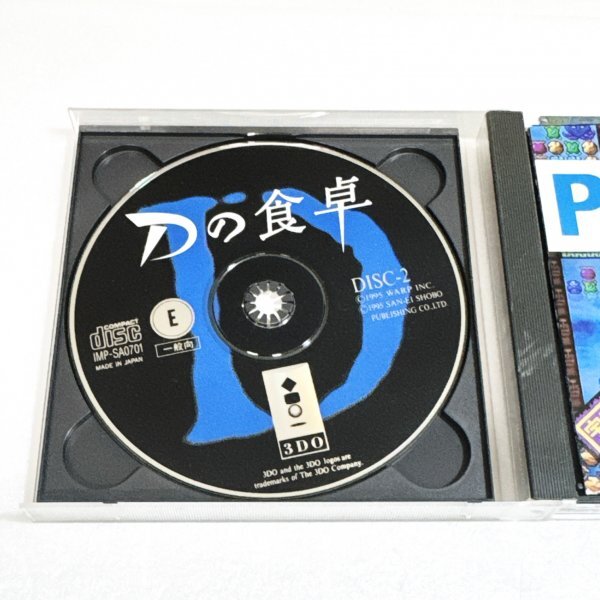 Dの食卓
DISC-2
©1995 WARP INC.
©1995 SAN-EI SHOBO
PUBLISHING CO.,LTD.
E
一般向
COMPACT
disc
IMP-SA0701
MADE IN JAPAN
3DO
3DO and the 3DO logos are
trademarks of The 3DO Company.
D
P